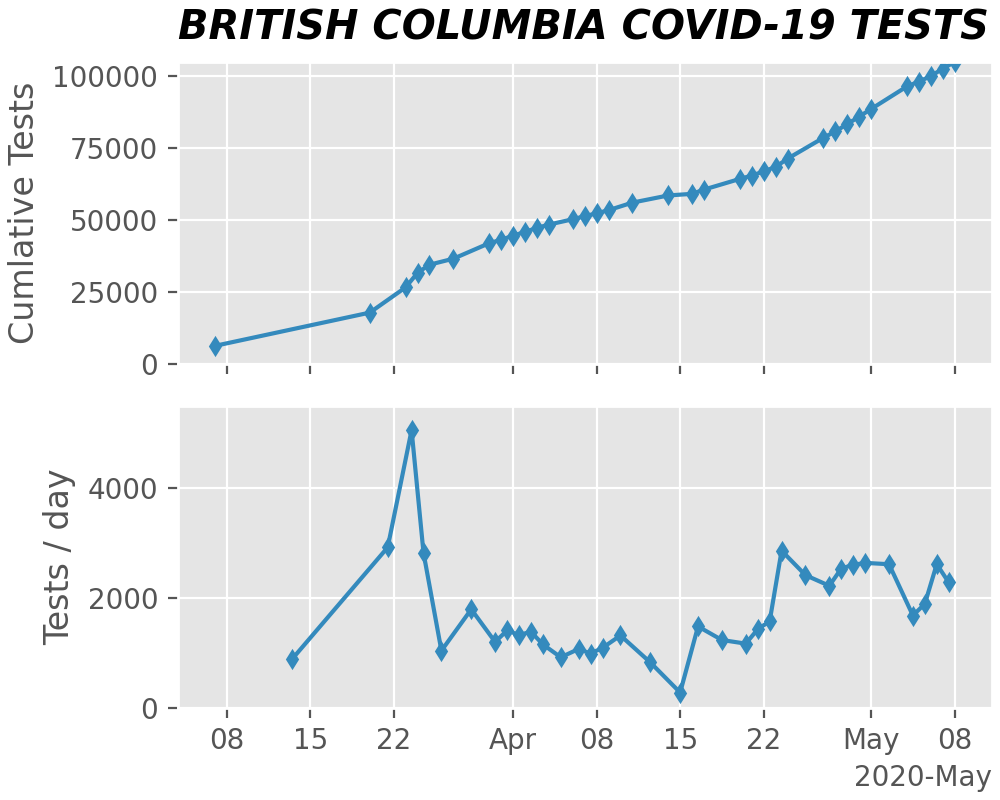 BRITISH COLUMBIA COVID-19 TESTS
Cumlative Tests
100000
75000
50000
25000
0
Tests / day
4000
2000
0
08 15 22 Apr 08 15 22 May 08
2020-May